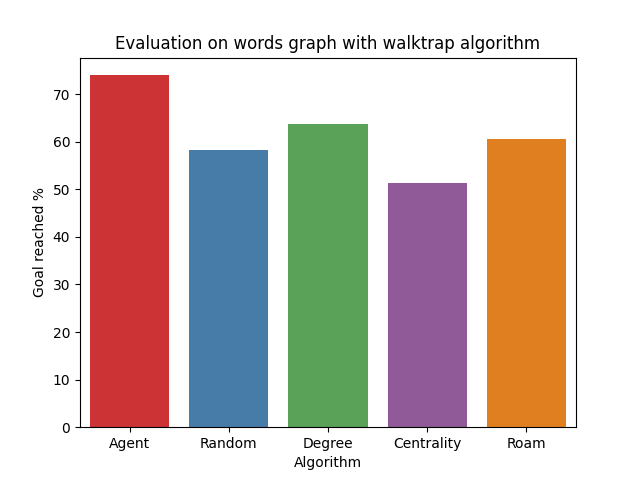 Evaluation on words graph with walktrap algorithm
Goal reached %
70
60
50
40
30
20
10
0
Agent Random Degree Centrality Roam
Algorithm